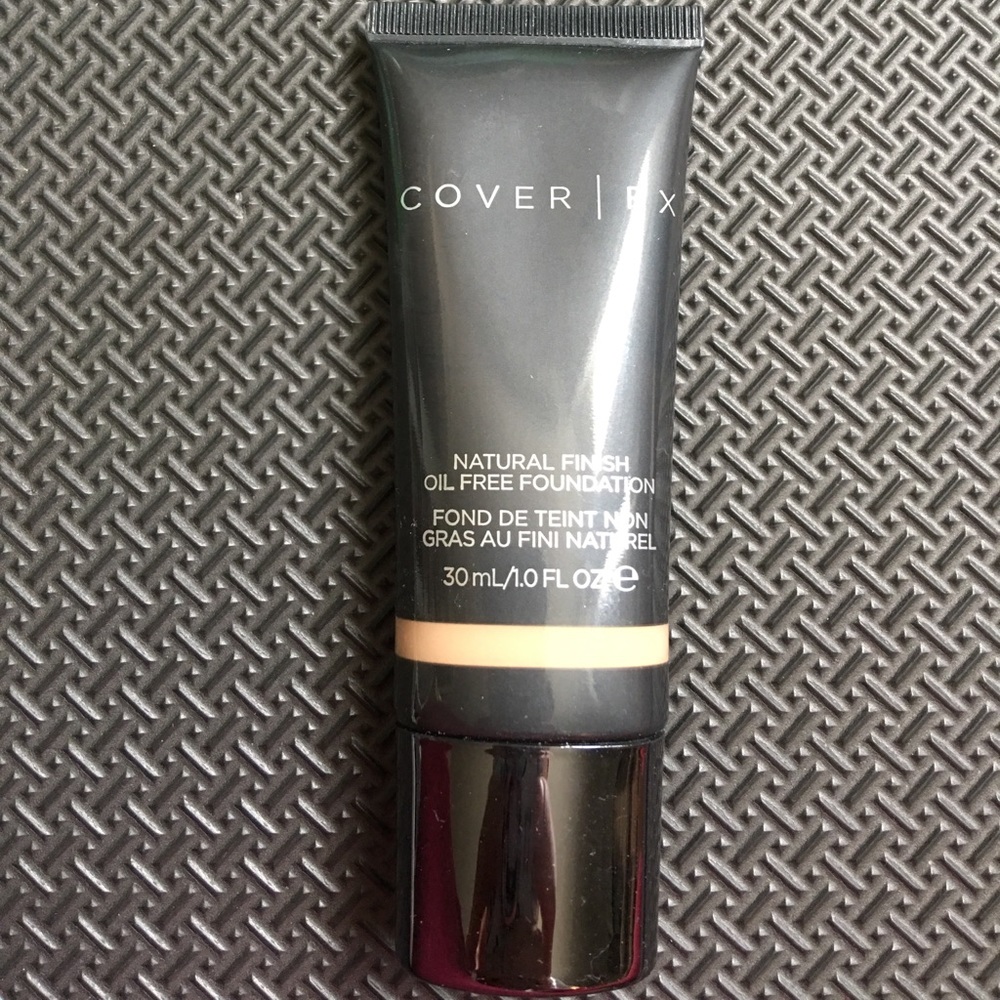 COVER | FX
NATURAL FINISH
OIL FREE FOUNDATION
FOND DE TEINT NON
GRAS AU FINI NATUREL
30 mL/1.0 FL OZ ℮